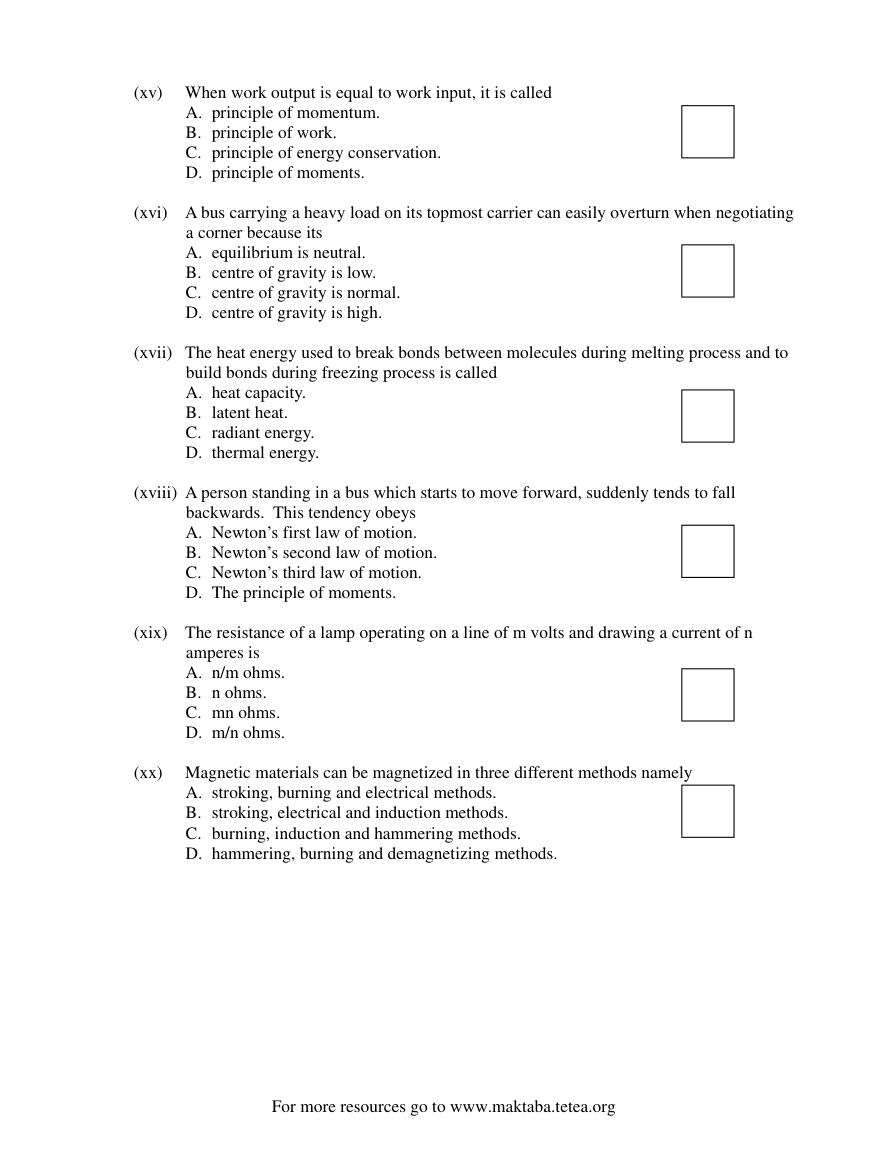 (xv) When work output is equal to work input, it is called
A. principle of momentum.
B. principle of work.
C. principle of energy conservation.
D. principle of moments.
(xvi) A bus carrying a heavy load on its topmost carrier can easily overturn when negotiating
a corner because its
A. equilibrium is neutral.
B. centre of gravity is low.
C. centre of gravity is normal.
D. centre of gravity is high.
(xvii) The heat energy used to break bonds between molecules during melting process and to
build bonds during freezing process is called
A. heat capacity.
B. latent heat.
C. radiant energy.
D. thermal energy.
(xviii) A person standing in a bus which starts to move forward, suddenly tends to fall
backwards. This tendency obeys
A. Newton’s first law of motion.
B. Newton’s second law of motion.
C. Newton’s third law of motion.
D. The principle of moments.
(xix) The resistance of a lamp operating on a line of m volts and drawing a current of n
amperes is
A. n/m ohms.
B. n ohms.
C. mn ohms.
D. m/n ohms.
(xx) Magnetic materials can be magnetized in three different methods namely
A. stroking, burning and electrical methods.
B. stroking, electrical and induction methods.
C. burning, induction and hammering methods.
D. hammering, burning and demagnetizing methods.
For more resources go to www.maktaba.tetea.org